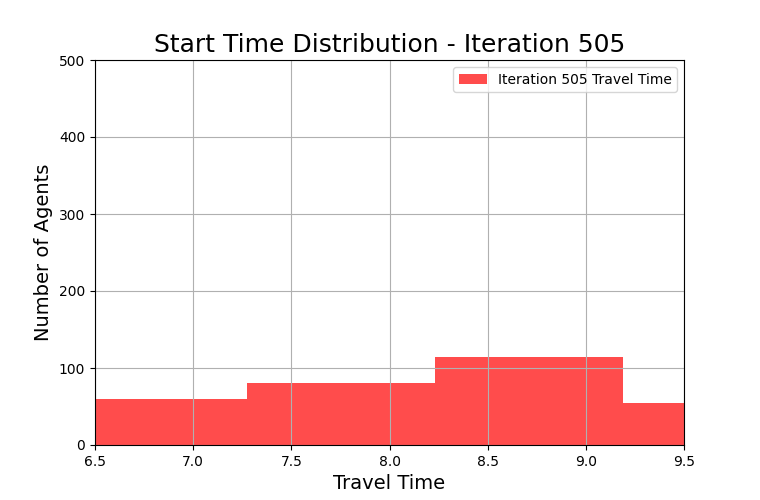 Start Time Distribution - Iteration 505
500
400
300
200
100
0
Number of Agents
Iteration 505 Travel Time
6.5 7.0 7.5 8.0 8.5 9.0 9.5
Travel Time